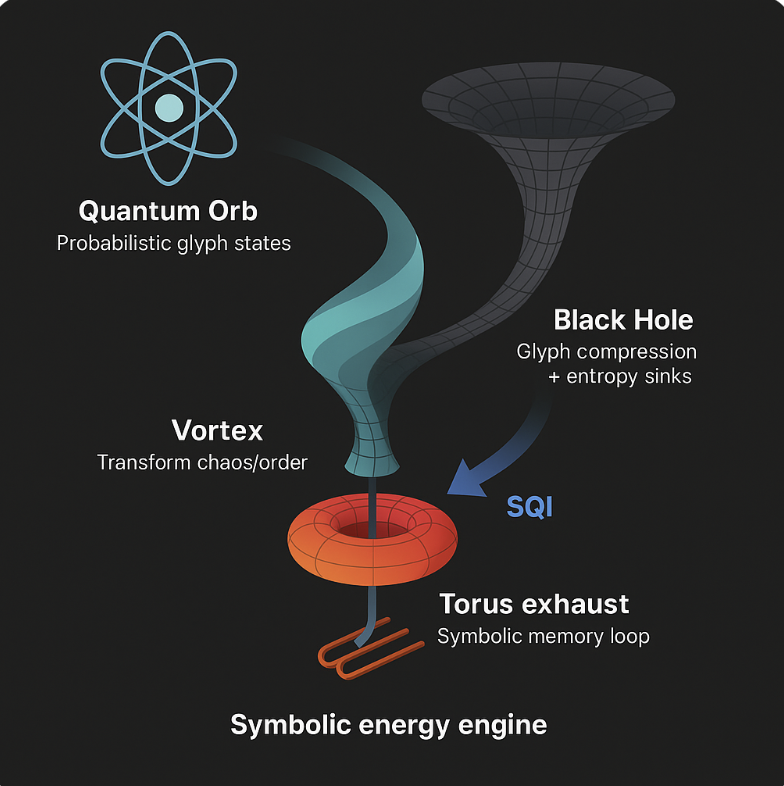 Quantum Orb
Probabilistic glyph states
Black Hole
Glyph compression
+ entropy sinks
Vortex
Transform chaos/order
SQI
Torus exhaust
Symbolic memory loop
Symbolic energy engine